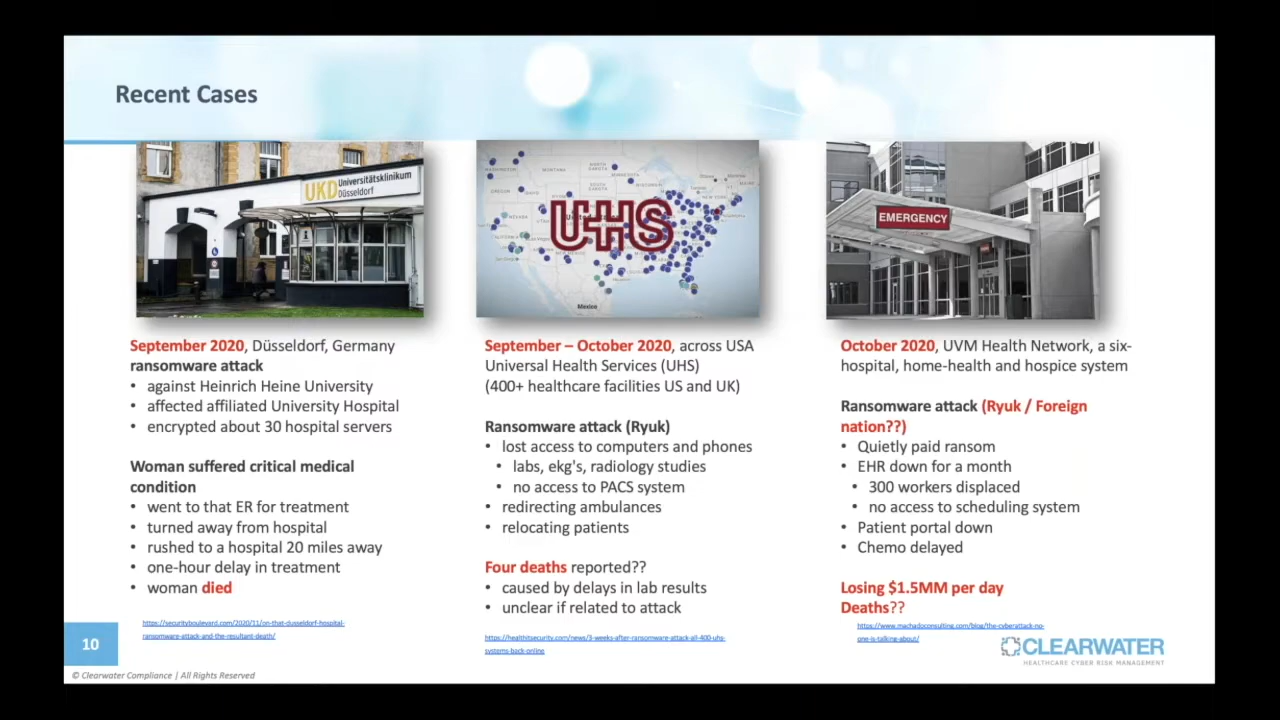 Recent Cases
UKD Universitätsklinikum
Düsseldorf
UHS
Mexico
EMERGENCY
September 2020, Düsseldorf, Germany
ransomware attack
• against Heinrich Heine University
• affected affiliated University Hospital
• encrypted about 30 hospital servers
Woman suffered critical medical
condition
• went to that ER for treatment
• turned away from hospital
• rushed to a hospital 20 miles away
• one-hour delay in treatment
• woman died
https://securityboulevard.com/2020/11/on-that-dusseldorf-hospital-
ransomware-attack-and-the-resultant-death/
September – October 2020, across USA
Universal Health Services (UHS)
(400+ healthcare facilities US and UK)
Ransomware attack (Ryuk)
• lost access to computers and phones
• labs, ekg's, radiology studies
• no access to PACS system
• redirecting ambulances
• relocating patients
Four deaths reported??
• caused by delays in lab results
• unclear if related to attack
https://healthitsecurity.com/news/3-weeks-after-ransomware-attack-all-400-uhs-
systems-back-online
October 2020, UVM Health Network, a six-
hospital, home-health and hospice system
Ransomware attack (Ryuk / Foreign
nation??)
• Quietly paid ransom
• EHR down for a month
• 300 workers displaced
• no access to scheduling system
• Patient portal down
• Chemo delayed
Losing $1.5MM per day
Deaths??
https://www.machadoconsulting.com/blog/the-cyberattack-no-
one-is-talking-about/
10
CLEARWATER
HEALTHCARE CYBER RISK MANAGEMENT
© Clearwater Compliance | All Rights Reserved